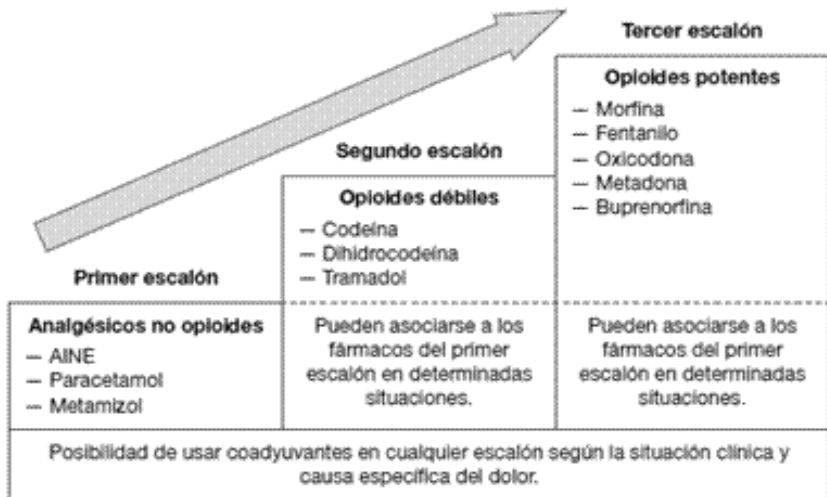 Tercer escalón
Opioides potentes
— Morfina
— Fentanilo
— Oxicodona
— Metadona
— Buprenorfina
Segundo escalón
Opioides débiles
— Codeína
— Dihidrocodeína
— Tramadol
Primer escalón
Analgésicos no opioides
— AINE
— Paracetamol
— Metamizol
Pueden asociarse a los
fármacos del primer
escalón en determinadas
situaciones.
Pueden asociarse a los
fármacos del primer
escalón en determinadas
situaciones.
Posibilidad de usar coadyuvantes en cualquier escalón según la situación clínica y
causa específica del dolor.